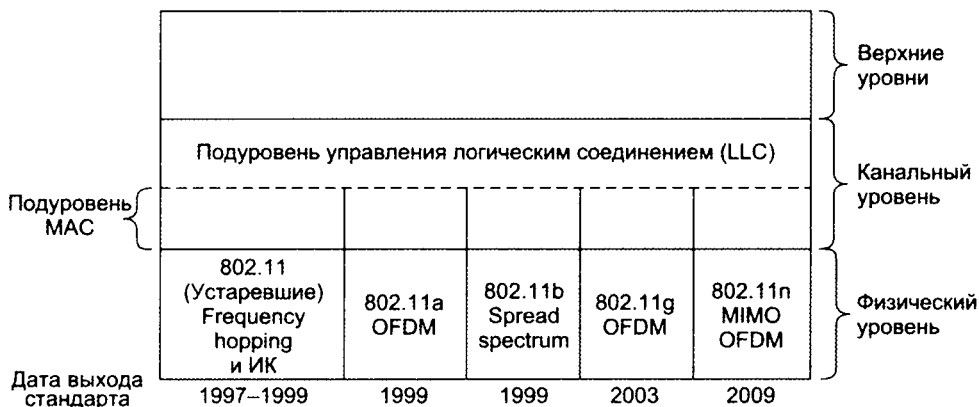 Верхние
уровни
Подуровень управления логическим соединением (LLC)
Канальный
уровень
Подуровень
MAC
802.11
(Устаревшие)
Frequency
hopping
и ИК
802.11a
OFDM
802.11b
Spread
spectrum
802.11g
OFDM
802.11n
MIMO
OFDM
Физический
уровень
Дата выхода
стандарта
1997–1999
1999
1999
2003
2009